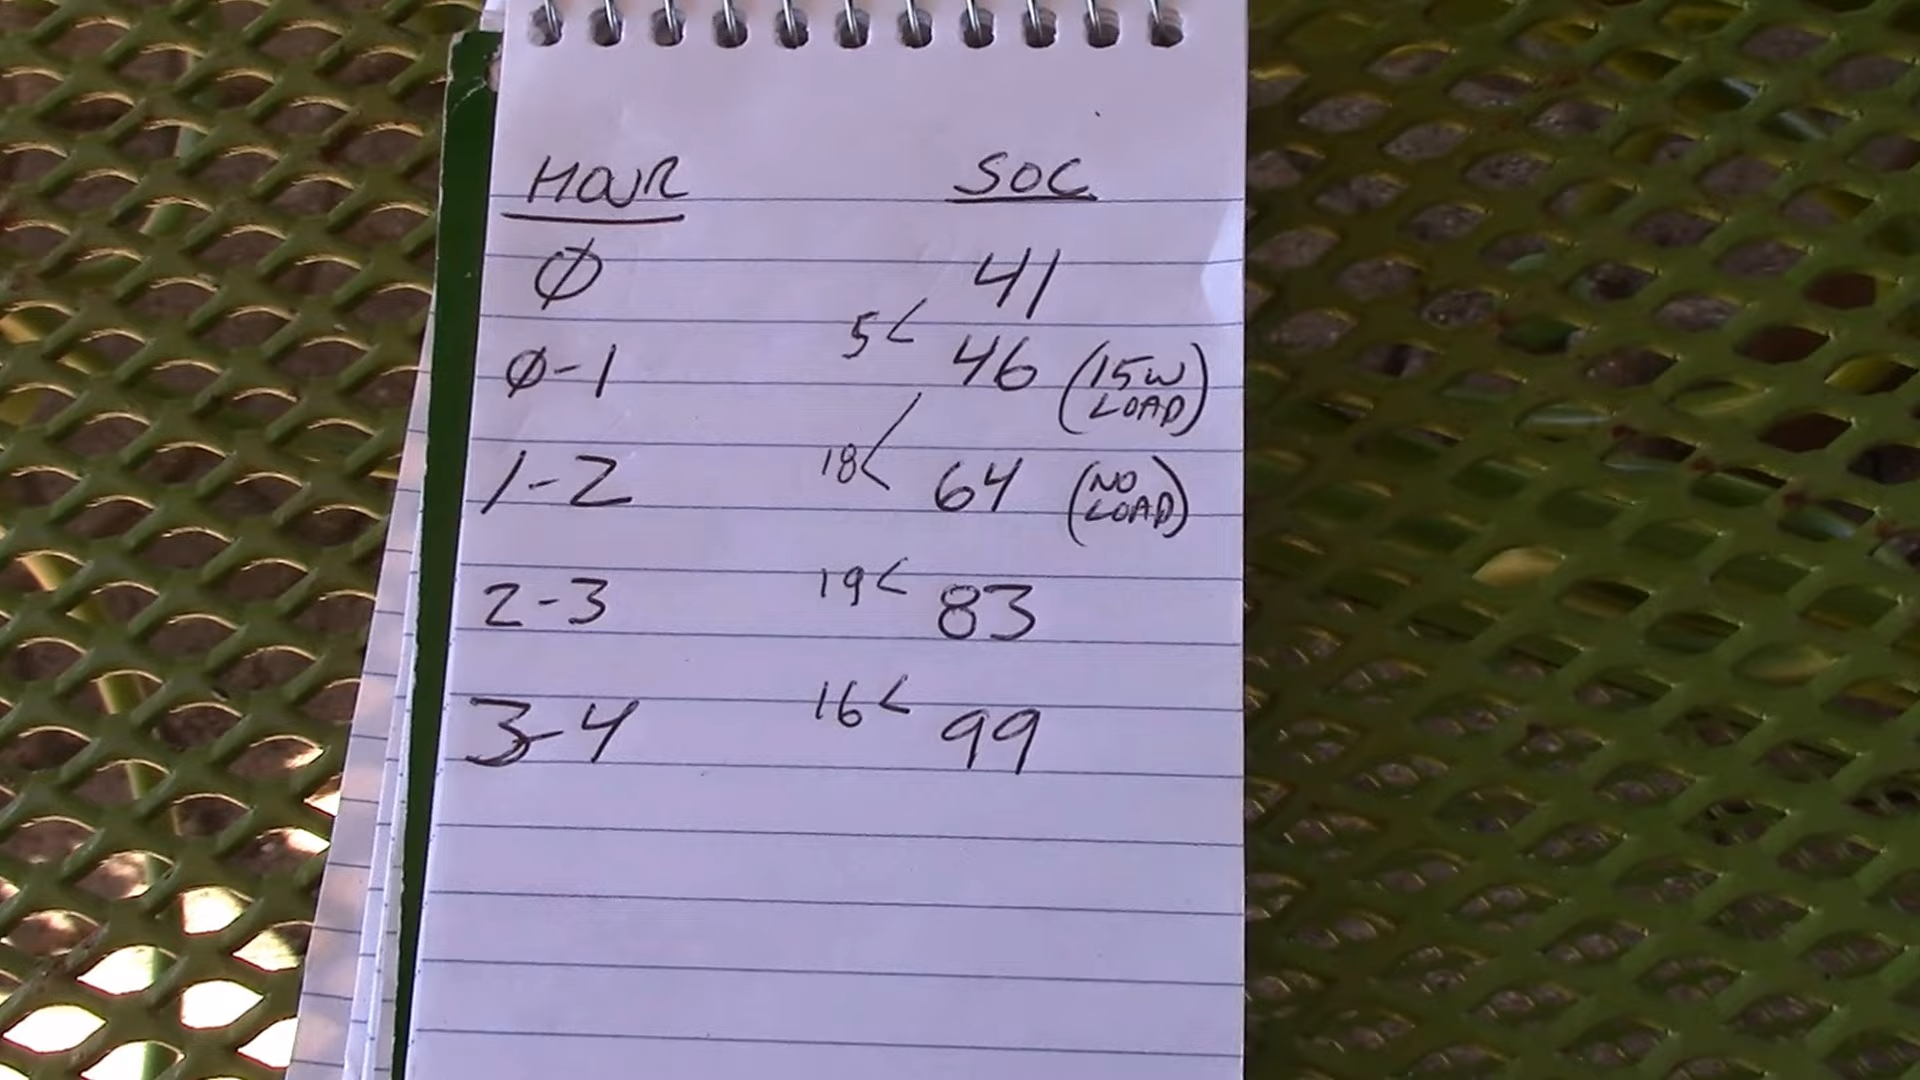 HOUR SOC
Ø 41
5<
Ø-1 46 (15W LOAD)
1-2 18< 64 (NO LOAD)
2-3 19< 83
3-4 16< 99